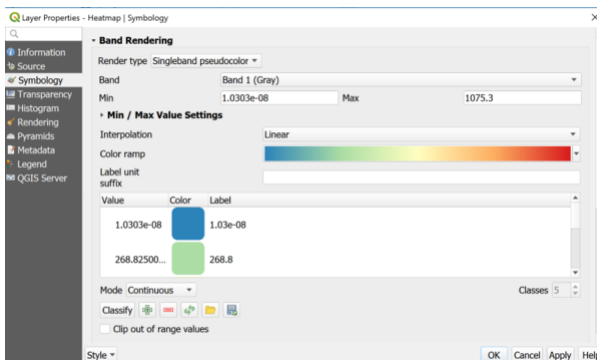 Layer Properties - Heatmap | Symbology
Information
Source
Symbology
Transparency
Histogram
Rendering
Pyramids
Metadata
Legend
QGIS Server
Band Rendering
Render type Singleband pseudocolor
Band Band 1 (Gray)
Min 1.0303e-08 Max 1075.3
Min / Max Value Settings
Interpolation Linear
Color ramp
Label unit
suffix
Value Color Label
1.0303e-08 1.03e-08
268.82500... 268.8
Mode Continuous Classes 5
Classify
Clip out of range values
Style OK Cancel Apply Help